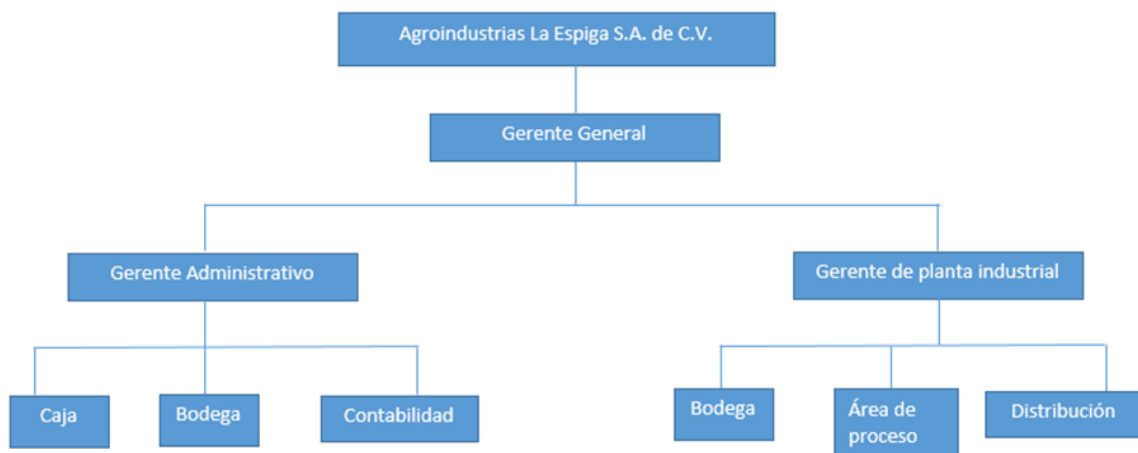 Agroindustrias La Espiga S.A. de C.V.
Gerente General
Gerente Administrativo
Gerente de planta industrial
Caja
Bodega
Contabilidad
Bodega
Área de
proceso
Distribución